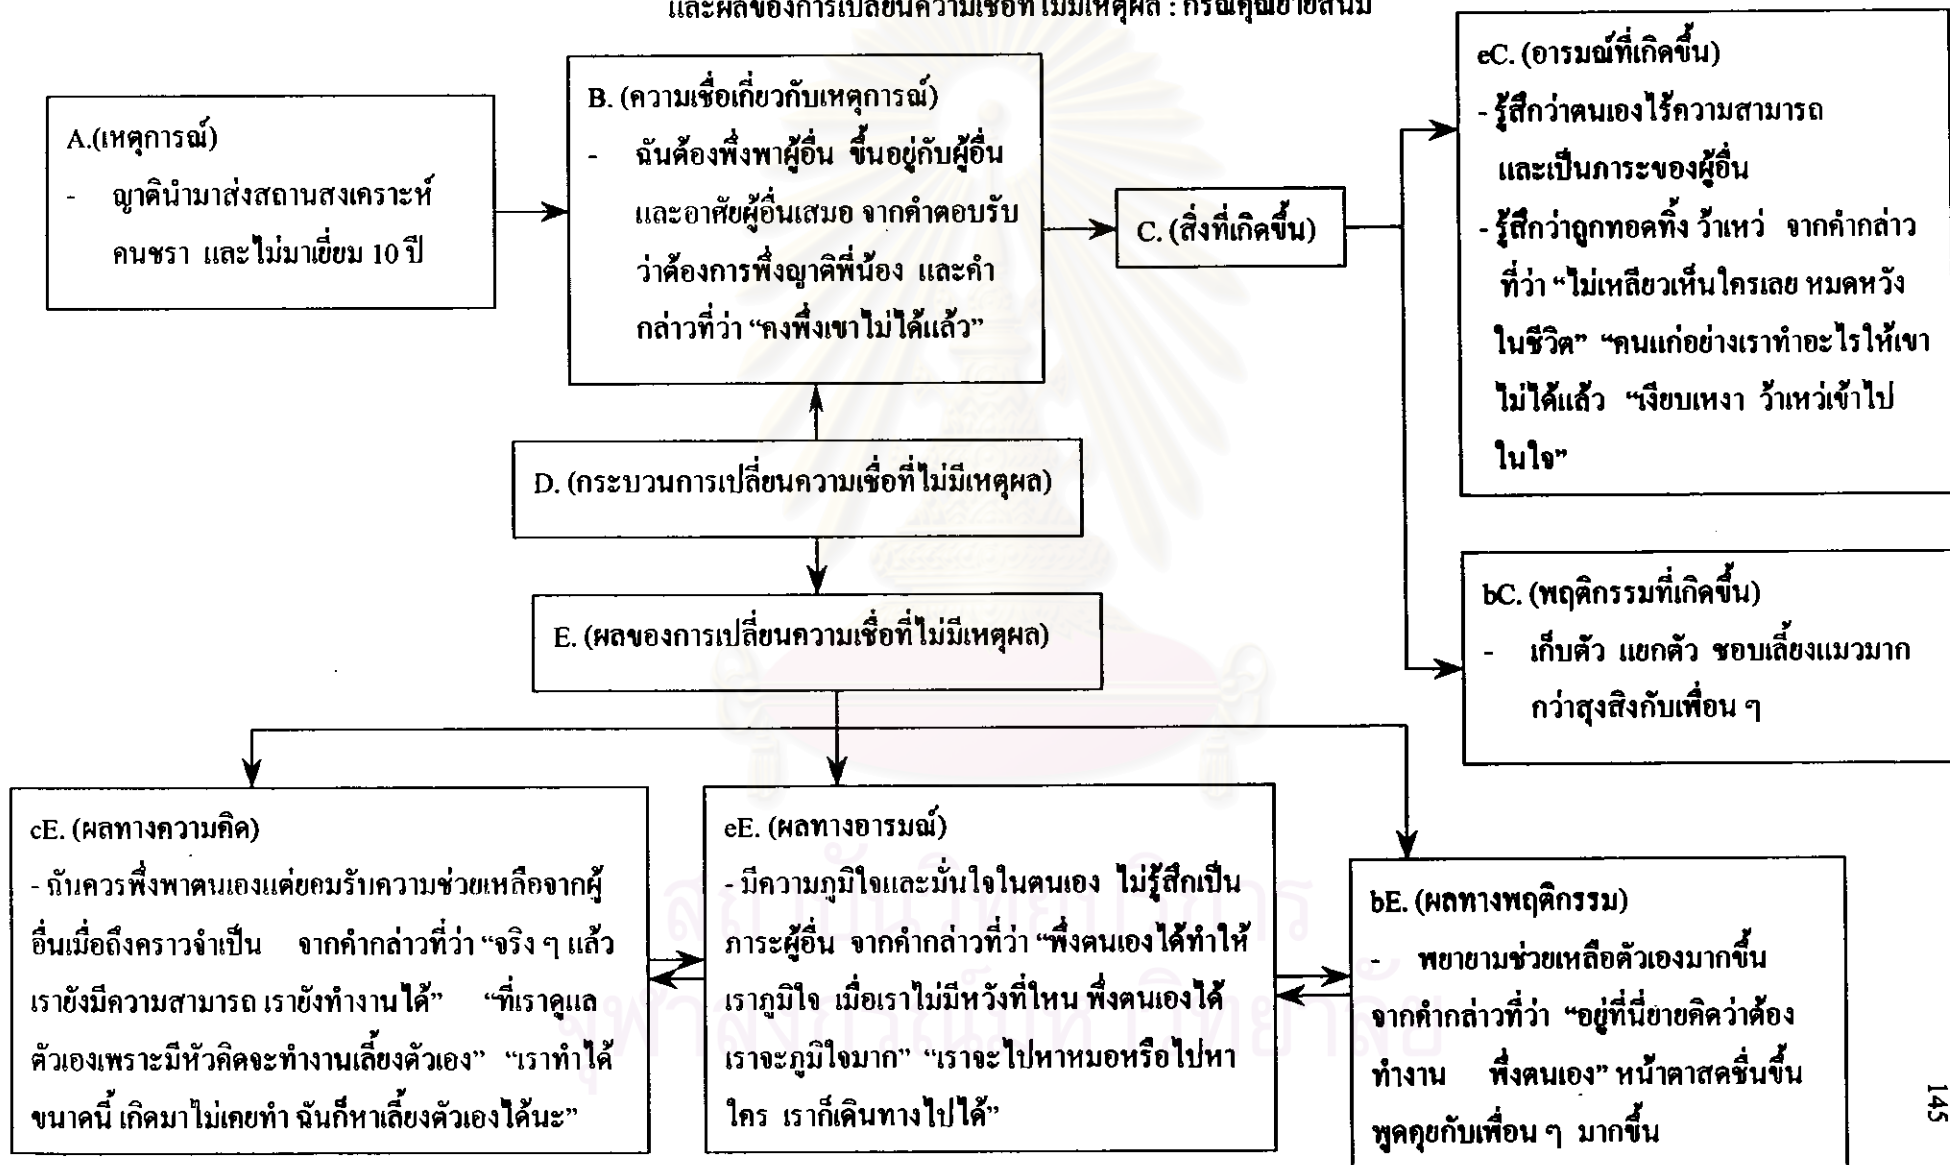 และผลของการเปลี่ยนความเชื่อที่ไม่มีเหตุผล : กรณีคุณยายสนิม
A.(เหตุการณ์)
- ญาตินำมาส่งสถานสงเคราะห์
คนชรา และไม่มาเยี่ยม 10 ปี
B. (ความเชื่อเกี่ยวกับเหตุการณ์)
- ฉันต้องพึ่งพาผู้อื่น ขึ้นอยู่กับผู้อื่น
และอาศัยผู้อื่นเสมอ จากคำตอบรับ
ว่าต้องการพึ่งญาติพี่น้อง และคำ
กล่าวที่ว่า “คงพึ่งเขาไม่ได้แล้ว”
C. (สิ่งที่เกิดขึ้น)
eC. (อารมณ์ที่เกิดขึ้น)
- รู้สึกว่าตนเองไร้ความสามารถ
และเป็นภาระของผู้อื่น
- รู้สึกว่าถูกทอดทิ้ง ว้าเหว่ จากคำกล่าว
ที่ว่า “ไม่เหลียวเห็นใครเลย หมดหวัง
ในชีวิต” “คนแก่อย่างเราทำอะไรให้เขา
ไม่ได้แล้ว “เงียบเหงา ว้าเหว่เข้าไป
ในใจ”
D. (กระบวนการเปลี่ยนความเชื่อที่ไม่มีเหตุผล)
E. (ผลของการเปลี่ยนความเชื่อที่ไม่มีเหตุผล)
bC. (พฤติกรรมที่เกิดขึ้น)
- เก็บตัว แยกตัว ชอบเลี้ยงแมวมาก
กว่าสุงสิงกับเพื่อน ๆ
cE. (ผลทางความคิด)
- ฉันควรพึ่งพาตนเองแต่ยอมรับความช่วยเหลือจากผู้
อื่นเมื่อถึงคราวจำเป็น จากคำกล่าวที่ว่า “จริง ๆ แล้ว
เรายังมีความสามารถ เรายังทำงานได้” “ที่เราดูแล
ตัวเองเพราะมีหัวคิดจะทำงานเลี้ยงตัวเอง” “เราทำได้
ขนาดนี้ เกิดมาไม่เคยทำ ฉันก็หาเลี้ยงตัวเองได้นะ”
eE. (ผลทางอารมณ์)
- มีความภูมิใจและมั่นใจในตนเอง ไม่รู้สึกเป็น
ภาระผู้อื่น จากคำกล่าวที่ว่า “พึ่งตนเองได้ทำให้
เราภูมิใจ เมื่อเราไม่มีหวังที่ไหน พึ่งตนเองได้
เราจะภูมิใจมาก” “เราจะไปหาหมอหรือไปหา
ใคร เราก็เดินทางไปได้”
bE. (ผลทางพฤติกรรม)
- พยายามช่วยเหลือตัวเองมากขึ้น
จากคำกล่าวที่ว่า “อยู่ที่นี่ยายคิดว่าต้อง
ทำงาน พึ่งตนเอง” หน้าตาสดชื่นขึ้น
พูดคุยกับเพื่อน ๆ มากขึ้น
สถาบันวิทยบริการ
จุฬาลงกรณ์มหาวิทยาลัย
145